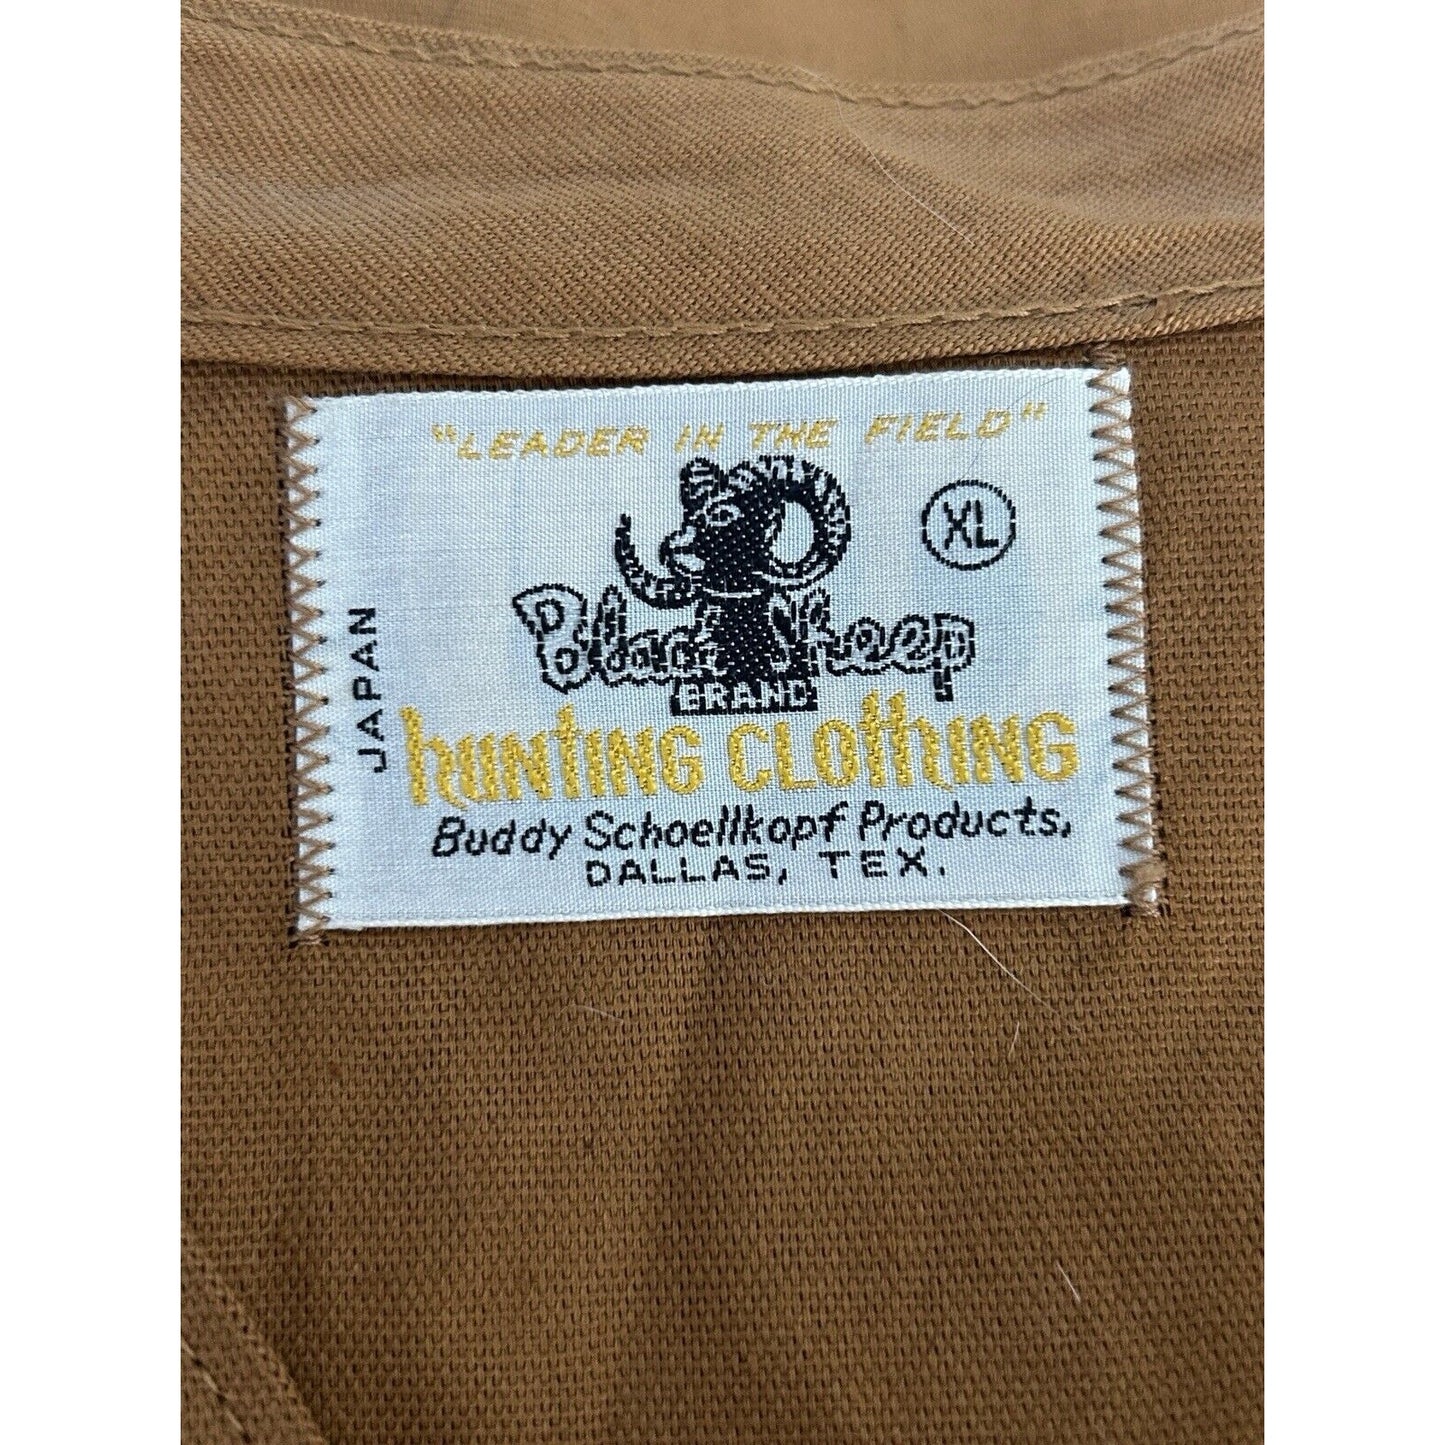 "LEADER IN THE FIELD"
XL
Black Sheep
BRAND
JAPAN
hunting clothing
Buddy Schoellkopf Products,
DALLAS, TEX.